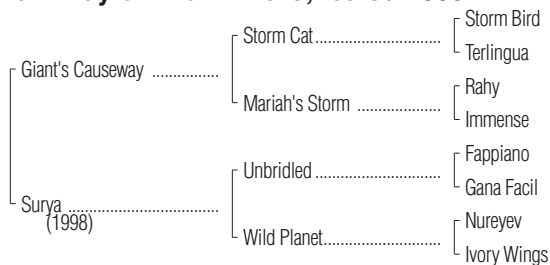 Storm Bird
Storm Cat
Terlingua
Giant's Causeway
Rahy
Mariah's Storm
Immense
Fappiano
Unbridled
Gana Facil
Surya
(1998)
Nureyev
Wild Planet
Ivory Wings